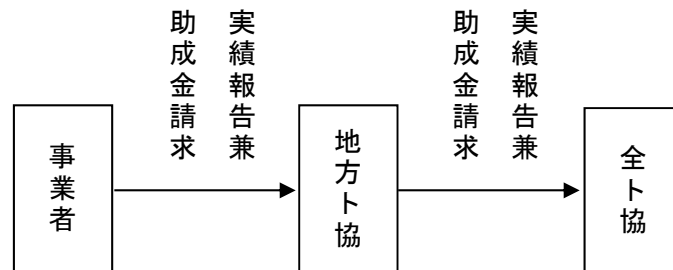 事業者
実績報告兼
助成金請求
地方ト協
実績報告兼
助成金請求
全ト協